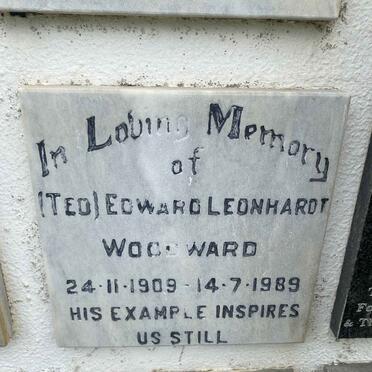 In Loving Memory
of
(TED) EDWARD LEONHARDT
WOODWARD
24·11·1909 - 14·7·1989
HIS EXAMPLE INSPIRES
US STILL